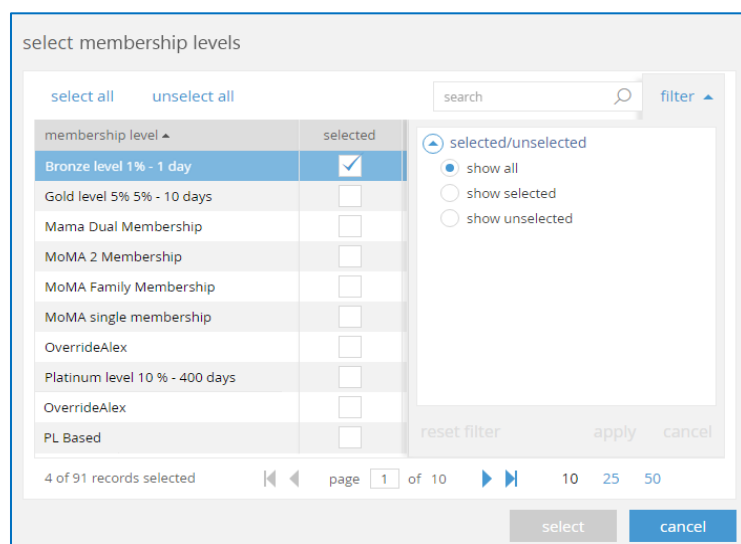 select membership levels
select all unselect all search filter
membership level selected
Bronze level 1% - 1 day
Gold level 5% 5% - 10 days
Mama Dual Membership
MoMA 2 Membership
MoMA Family Membership
MoMA single membership
OverrideAlex
Platinum level 10 % - 400 days
OverrideAlex
PL Based
selected/unselected
show all
show selected
show unselected
reset filter apply cancel
4 of 91 records selected page 1 of 10 10 25 50
select cancel